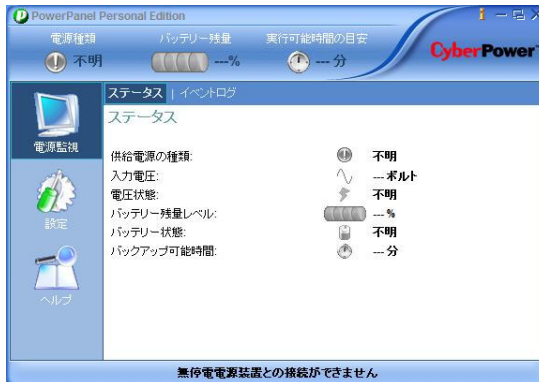 PowerPanel Personal Edition
電源種類 バッテリー残量 実行可能時間の目安
不明 ---% --- 分
CyberPower
ステータス | イベントログ
ステータス
電源監視
設定
ヘルプ
供給電源の種類: 不明
入力電圧: --- ボルト
電圧状態: 不明
バッテリー残量レベル: --- %
バッテリー状態: 不明
バックアップ可能時間: --- 分
無停電電源装置との接続ができません